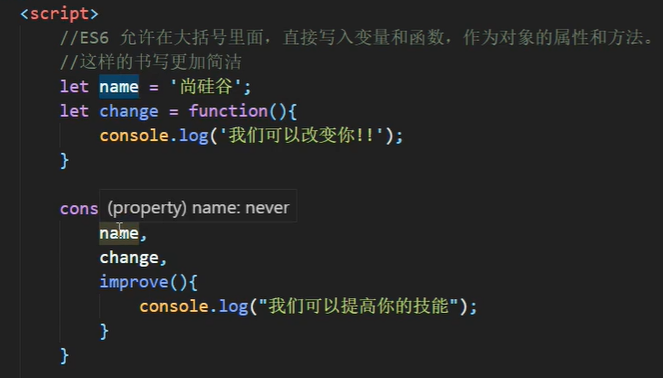 <script>
//ES6 允许在大括号里面，直接写入变量和函数，作为对象的属性和方法。
//这样的书写更加简洁
let name = '尚硅谷';
let change = function(){
console.log('我们可以改变你!!');
}
cons
(property) name: never
name,
change,
improve(){
console.log("我们可以提高你的技能");
}
}